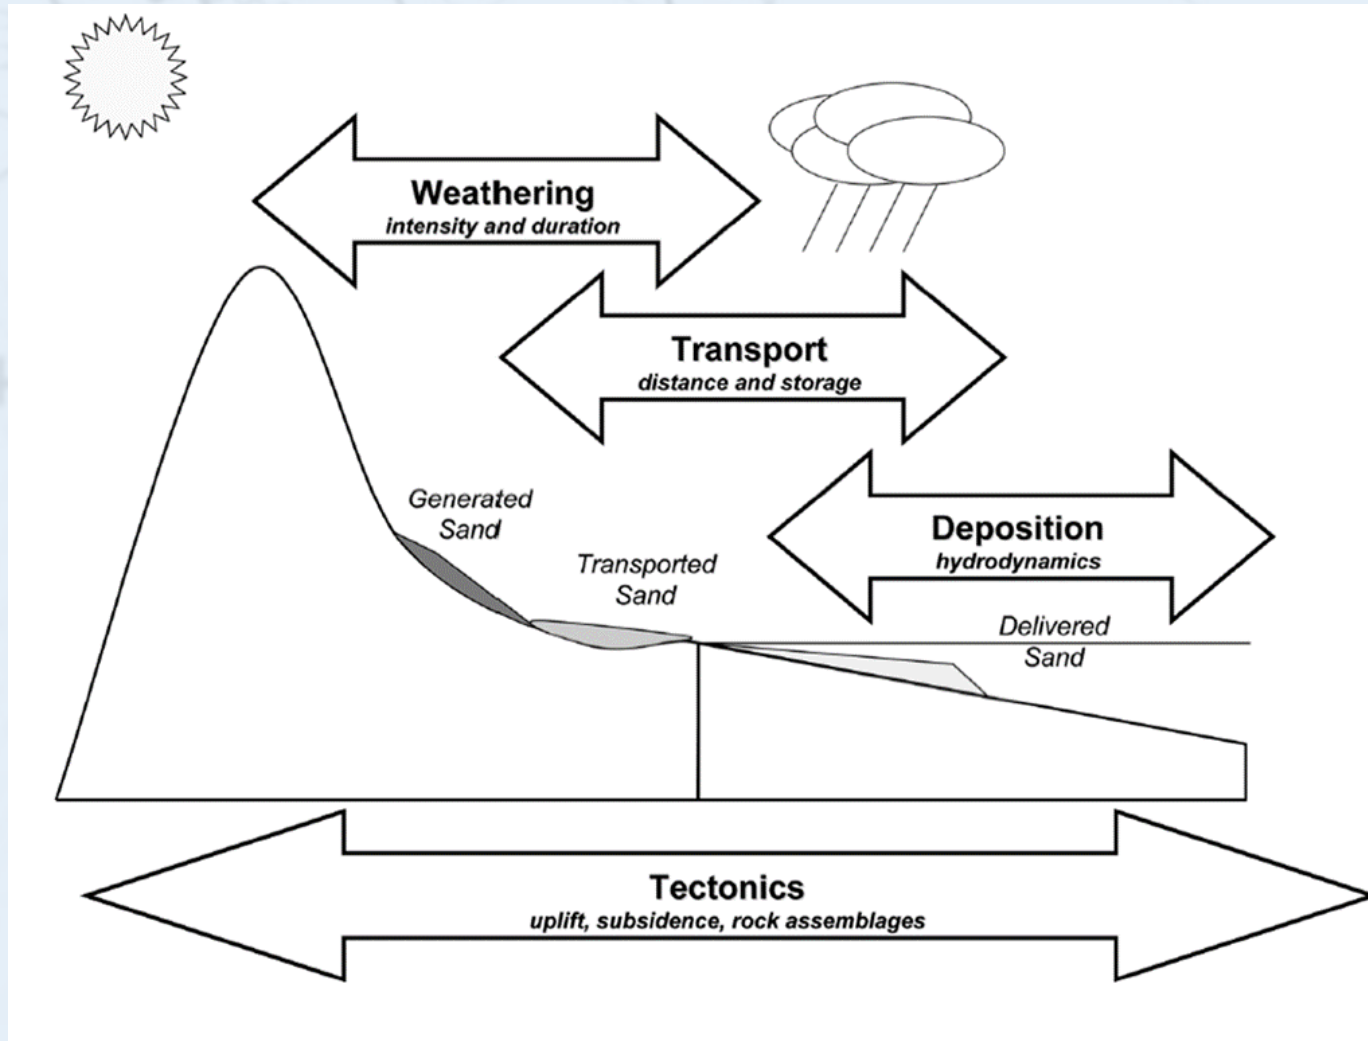 Weathering
intensity and duration
Transport
distance and storage
Generated
Sand
Transported
Sand
Deposition
hydrodynamics
Delivered
Sand
Tectonics
uplift, subsidence, rock assemblages